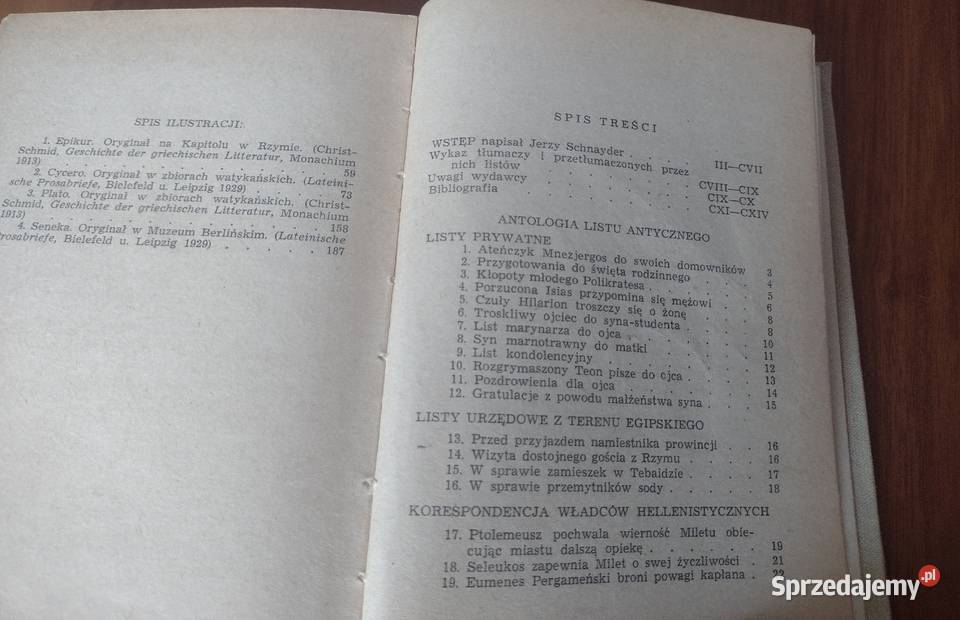 SPIS ILUSTRACJI:
1. Epikur. Oryginał na Kapitolu w Rzymie. (Christ-
Schmid, Geschichte der griechischen Litteratur, Monachium
1913) . . . . . . . . . . . . 59
2. Cycero. Oryginał w zbiorach watykańskich. (Lateini-
sche Prosabriefe, Bielefeld u. Leipzig 1929) . . . . 73
3. Plato. Oryginał w zbiorach watykańskich. (Christ-
Schmid, Geschichte der griechischen Litteratur, Monachium
1913) . . . . . . . . . . . . 158
4. Seneka. Oryginał w Muzeum Berlińskim. (Lateinische
Prosabriefe, Bielefeld u. Leipzig 1929) . . . . . 187
SPIS TREŚCI
WSTĘP napisał Jerzy Schnayder . . . . III—CVII
Wykaz tłumaczy i przetłumaczonych przez
nich listów . . . . . . CVIII—CIX
Uwagi wydawcy . . . . . . CIX—CX
Bibliografia . . . . . . CXI—CXIV
ANTOLOGIA LISTU ANTYCZNEGO
LISTY PRYWATNE
1. Ateńczyk Mnezjergos do swoich domowników 3
2. Przygotowania do święta rodzinnego . . 4
3. Kłopoty młodego Polikratesa . . . . 5
4. Porzucona Isias przypomina się mężowi . . 6
5. Czuły Hilarion troszczy się o żonę . . . 8
6. Troskliwy ojciec do syna-studenta . . . 8
7. List marynarza do ojca . . . . . 10
8. Syn marnotrawny do matki . . . . 11
9. List kondolencyjny . . . . . . 12
10. Rozgrymaszony Teon pisze do ojca . . . 13
11. Pozdrowienia dla ojca . . . . . 14
12. Gratulacje z powodu małżeństwa syna . . 15
LISTY URZĘDOWE Z TERENU EGIPSKIEGO
13. Przed przyjazdem namiestnika prowincji . . 16
14. Wizyta dostojnego gościa z Rzymu . . . . 16
15. W sprawie zamieszek w Tebaidzie . . . . 17
16. W sprawie przemytników sody . . . . . 18
KORESPONDENCJA WŁADCÓW HELLENISTYCZNYCH
17. Ptolemeusz pochwala wierność Miletu obie-
cując miastu dalszą opiekę . . . . . . 19
18. Seleukos zapewnia Milet o swej życzliwości . 21
19. Eumenes Pergameński broni powagi kapłana . 22
Sprzedajemy.pl